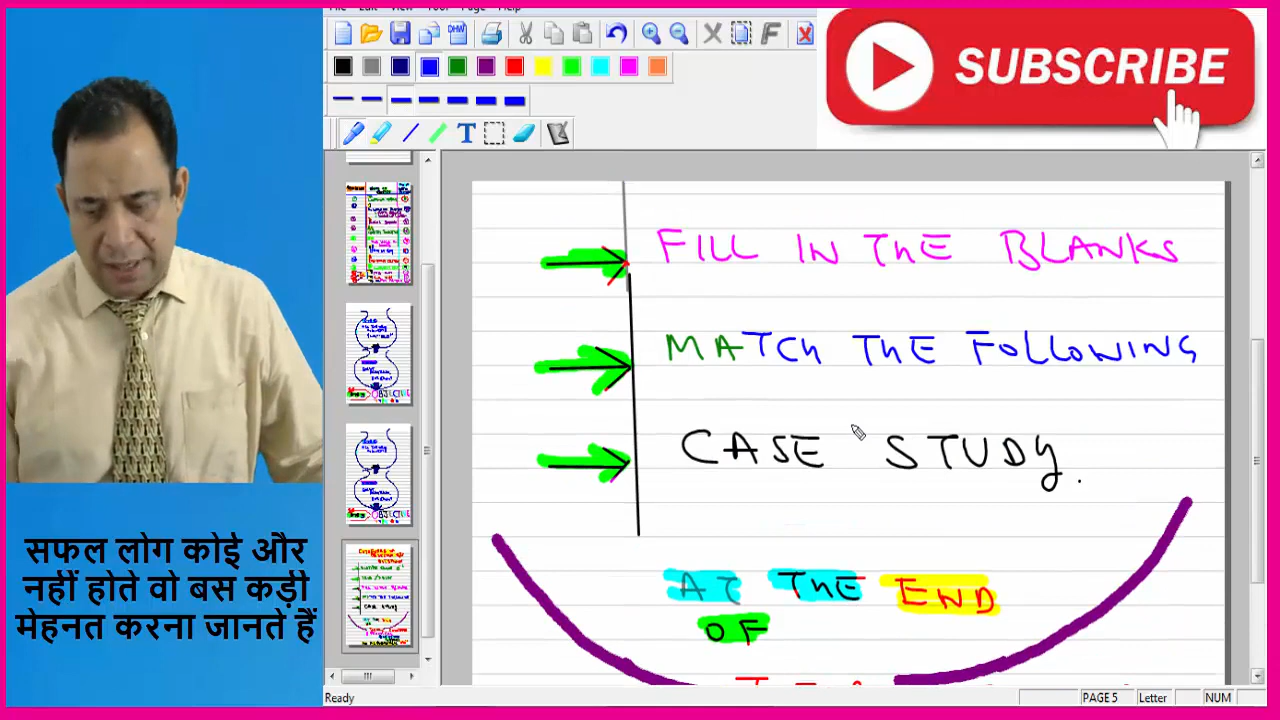 SUBSCRIBE
FILL IN ThE BLANKS
MATCh ThE FOLLOWING
CASE STUDY.
AT ThE END
OF
सफल लोग कोई और
नहीं होते वो बस कड़ी
मेहनत करना जानते हैं
Ready
PAGE 5
Letter
NUM